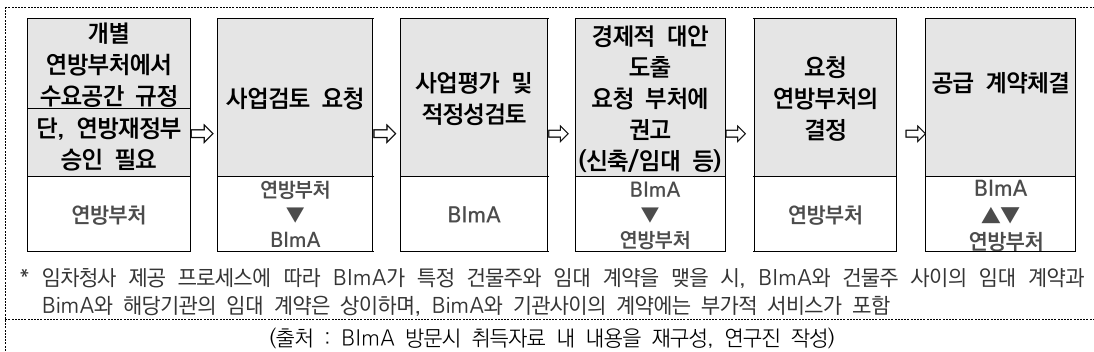 개별
연방부처에서
수요공간 규정
단, 연방재정부
승인 필요
연방부처
⇨
사업검토 요청
연방부처
▼
BImA
⇨
사업평가 및
적정성검토
BImA
⇨
경제적 대안
도출
요청 부처에
권고
(신축/임대 등)
BImA
▼
연방부처
⇨
요청
연방부처의
결정
연방부처
⇨
공급 계약체결
BImA
▲▼
연방부처
* 임차청사 제공 프로세스에 따라 BImA가 특정 건물주와 임대 계약을 맺을 시, BImA와 건물주 사이의 임대 계약과
BimA와 해당기관의 임대 계약은 상이하며, BimA와 기관사이의 계약에는 부가적 서비스가 포함
(출처 : BImA 방문시 취득자료 내 내용을 재구성, 연구진 작성)